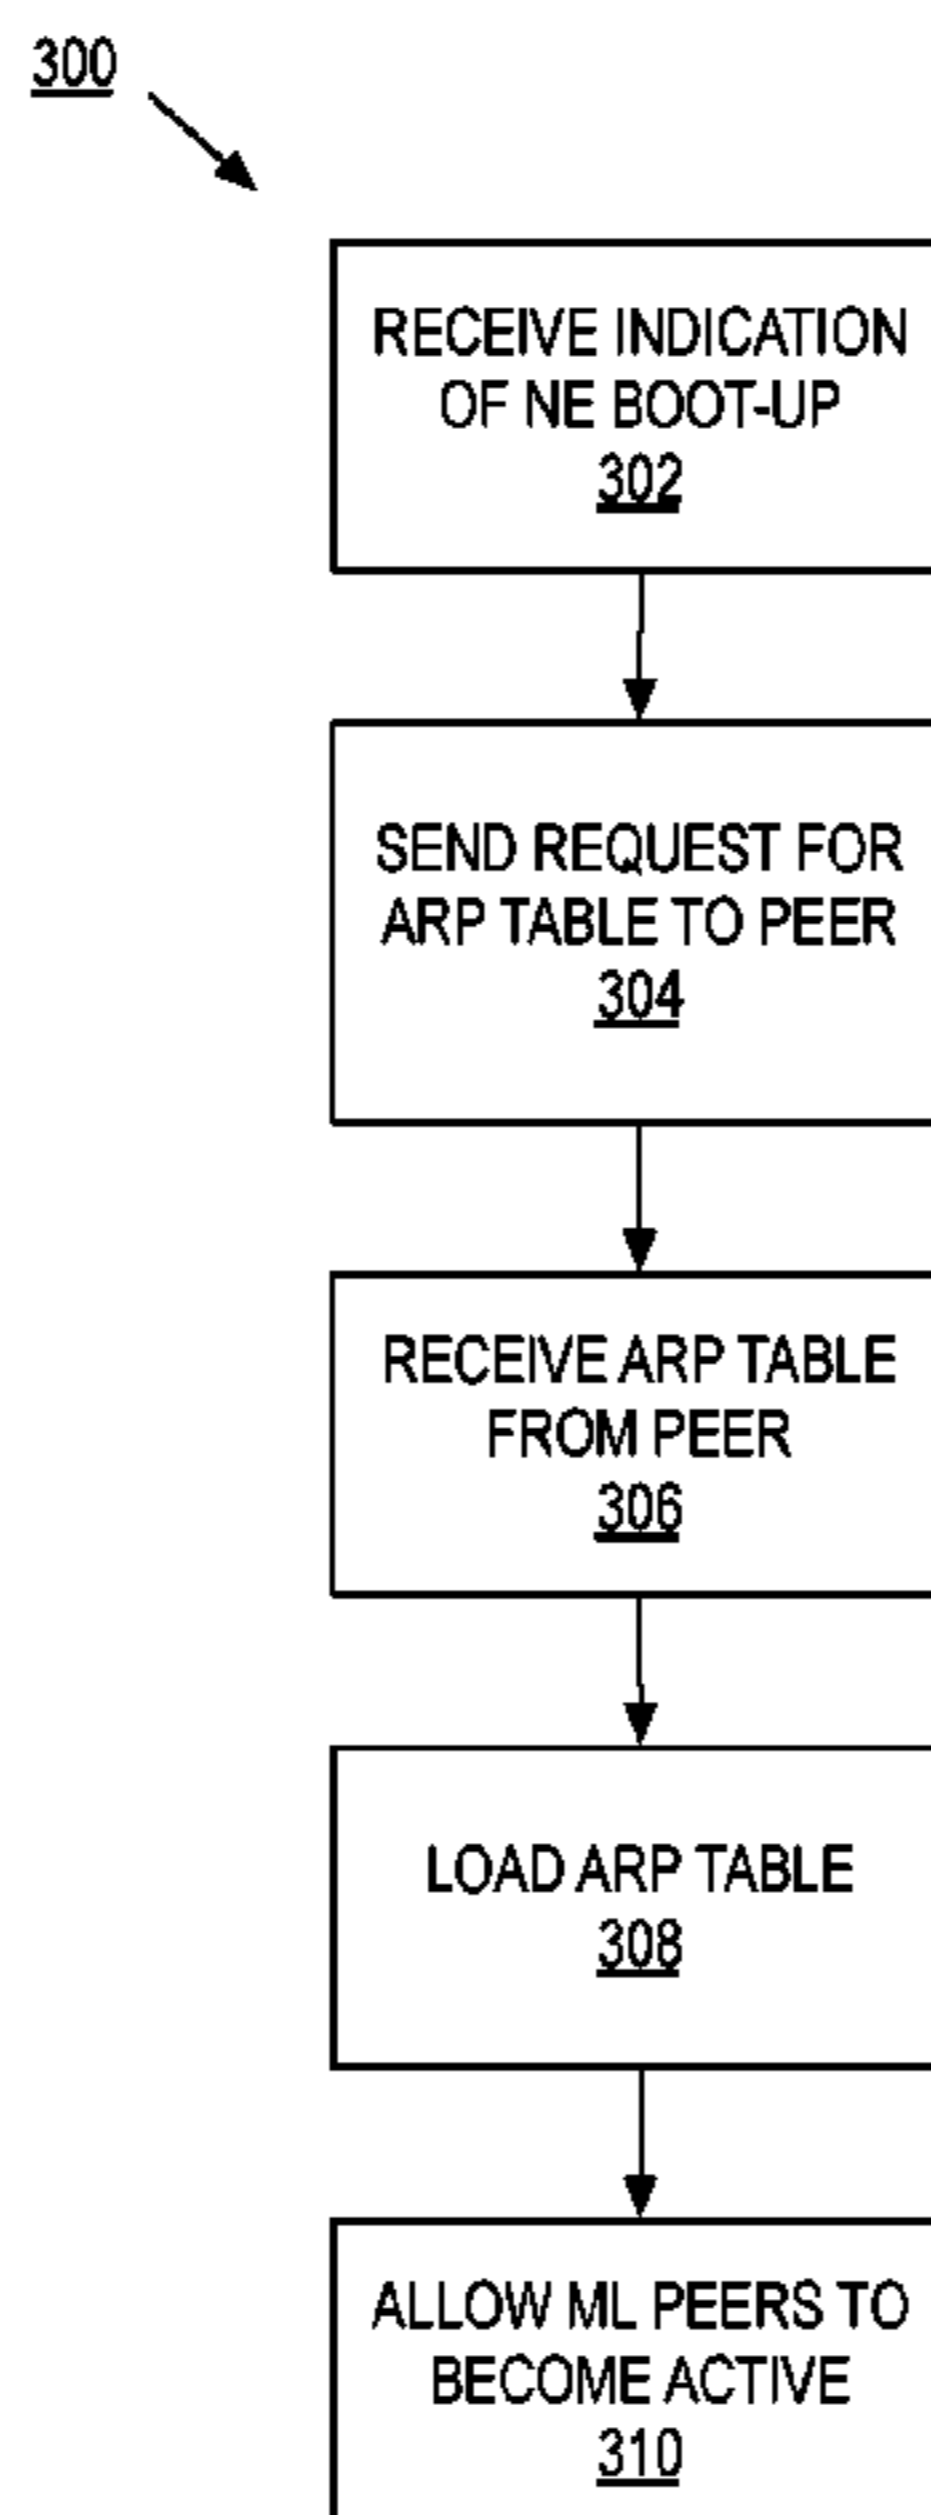 300
RECEIVE INDICATION
OF NE BOOT-UP
302
SEND REQUEST FOR
ARP TABLE TO PEER
304
RECEIVE ARP TABLE
FROM PEER
306
LOAD ARP TABLE
308
ALLOW ML PEERS TO
BECOME ACTIVE
310